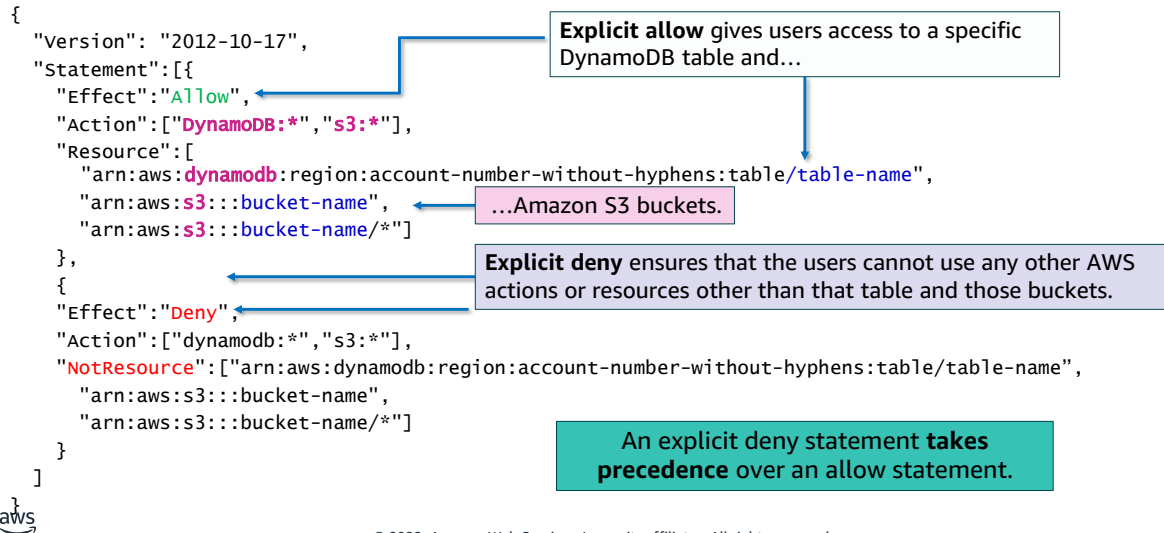 {
"Version": "2012-10-17",
"Statement":[{
"Effect":"Allow",
"Action":["DynamoDB:*","s3:*"],
"Resource":[
"arn:aws:dynamodb:region:account-number-without-hyphens:table/table-name",
"arn:aws:s3:::bucket-name",
"arn:aws:s3:::bucket-name/*"]
},
{
"Effect":"Deny",
"Action":["dynamodb:*","s3:*"],
"NotResource":["arn:aws:dynamodb:region:account-number-without-hyphens:table/table-name”,
"arn:aws:s3:::bucket-name",
"arn:aws:s3:::bucket-name/*"]
}
]
}
Explicit allow gives users access to a specific
DynamoDB table and…
…Amazon S3 buckets.
Explicit deny ensures that the users cannot use any other AWS
actions or resources other than that table and those buckets.
An explicit deny statement takes
precedence over an allow statement.
aws